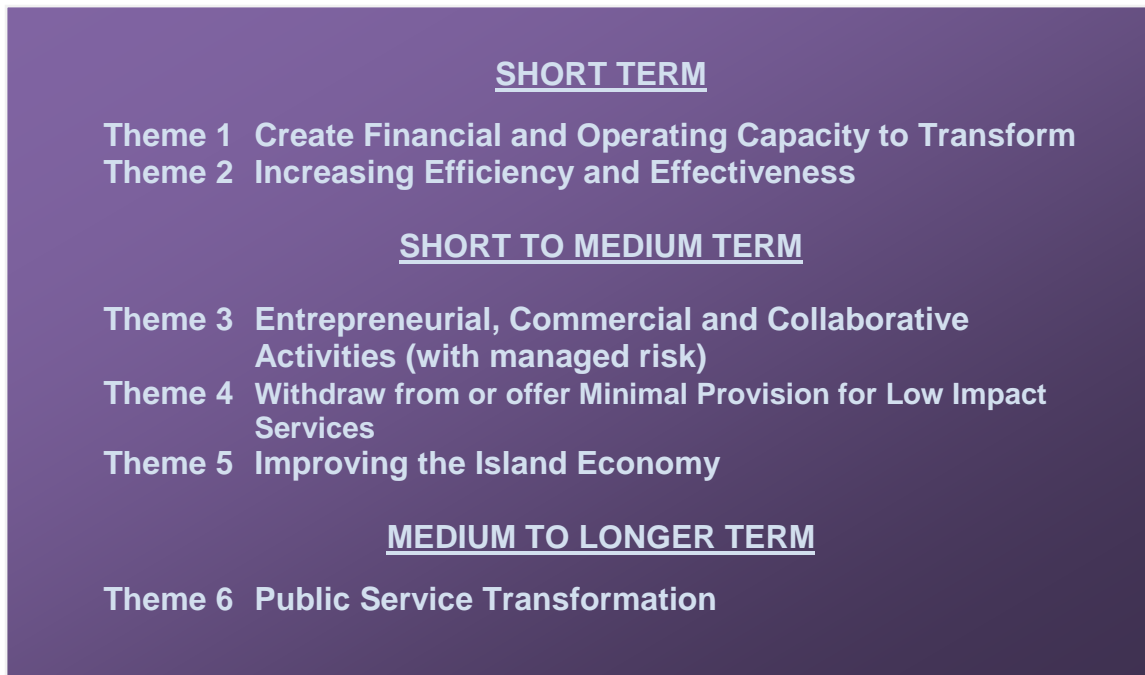 SHORT TERM
Theme 1 Create Financial and Operating Capacity to Transform
Theme 2 Increasing Efficiency and Effectiveness
SHORT TO MEDIUM TERM
Theme 3 Entrepreneurial, Commercial and Collaborative
Activities (with managed risk)
Theme 4 Withdraw from or offer Minimal Provision for Low Impact
Services
Theme 5 Improving the Island Economy
MEDIUM TO LONGER TERM
Theme 6 Public Service Transformation